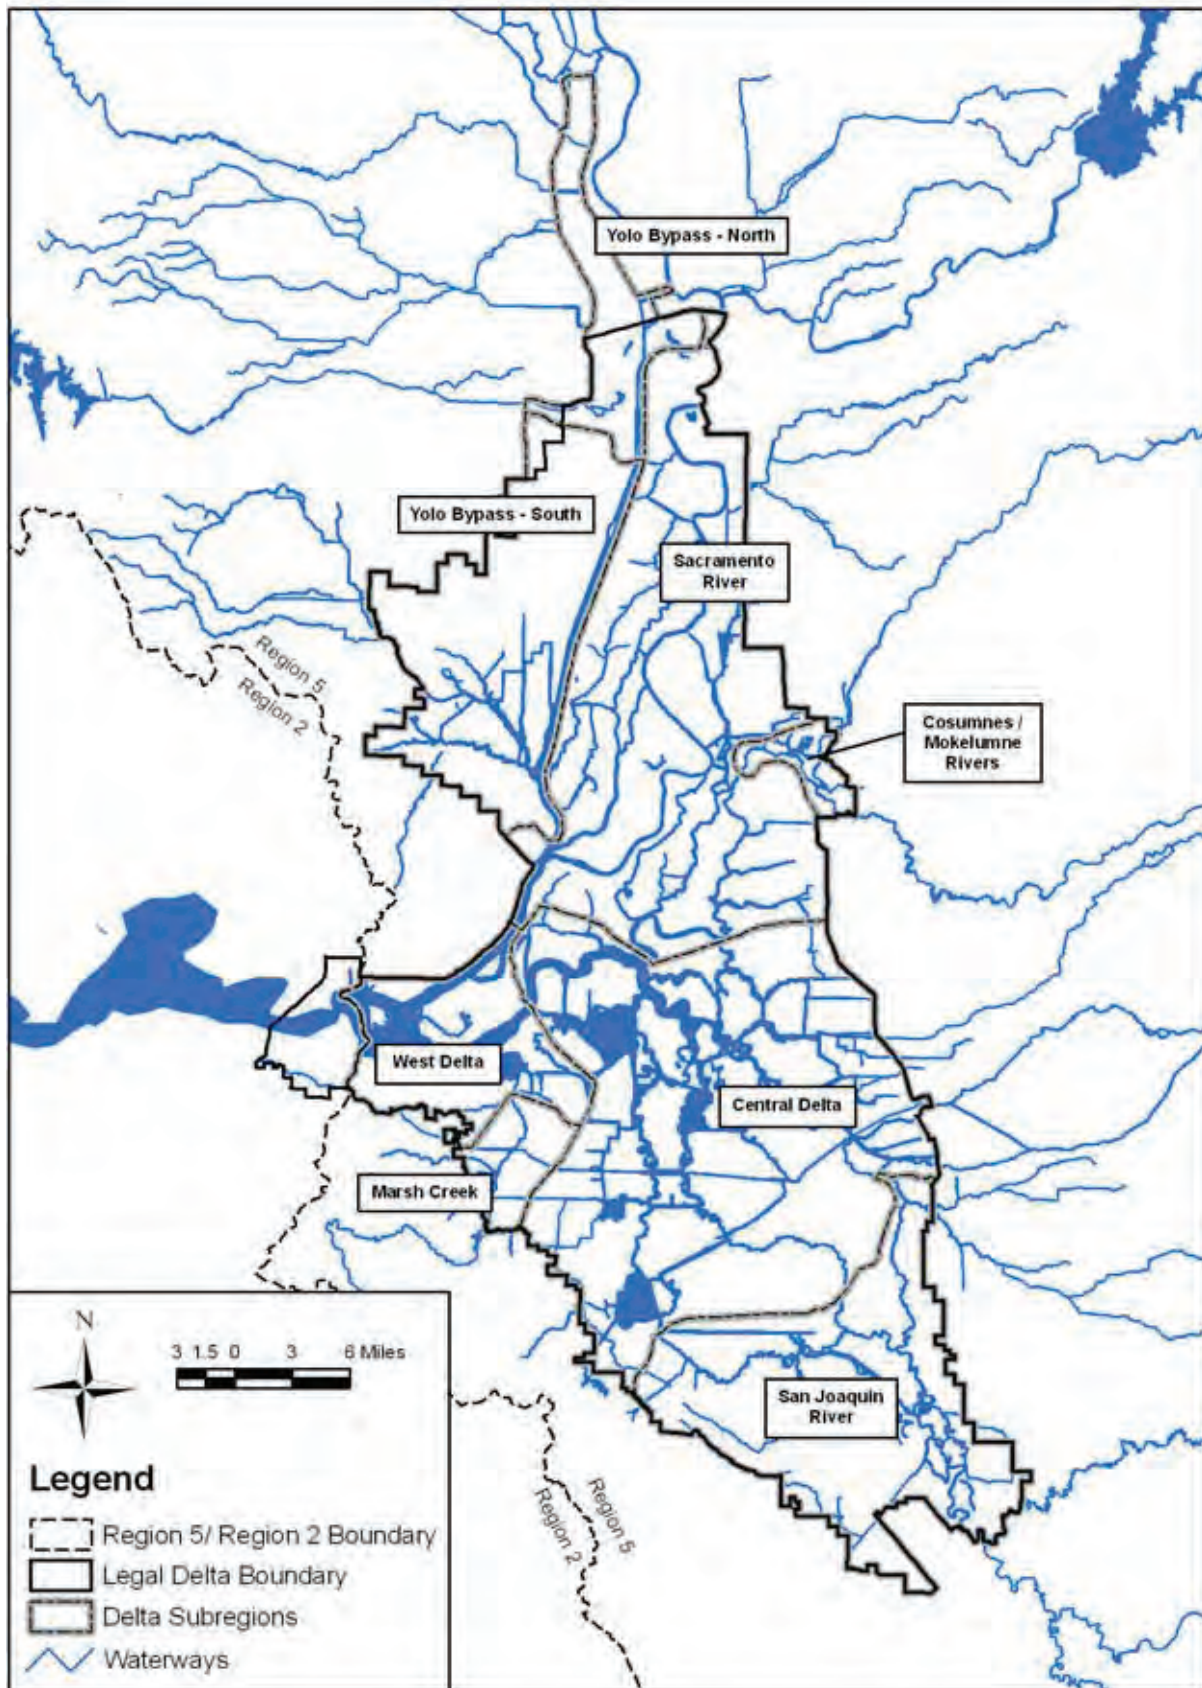 Yolo Bypass - North
Yolo Bypass - South
Sacramento
River
Region 5
Region 2
Cosumnes /
Mokelumne
Rivers
West Delta
Central Delta
Marsh Creek
San Joaquin
River
Region 5
Region 2
N
3 1.5 0 3 6 Miles
Legend
Region 5/ Region 2 Boundary
Legal Delta Boundary
Delta Subregions
Waterways